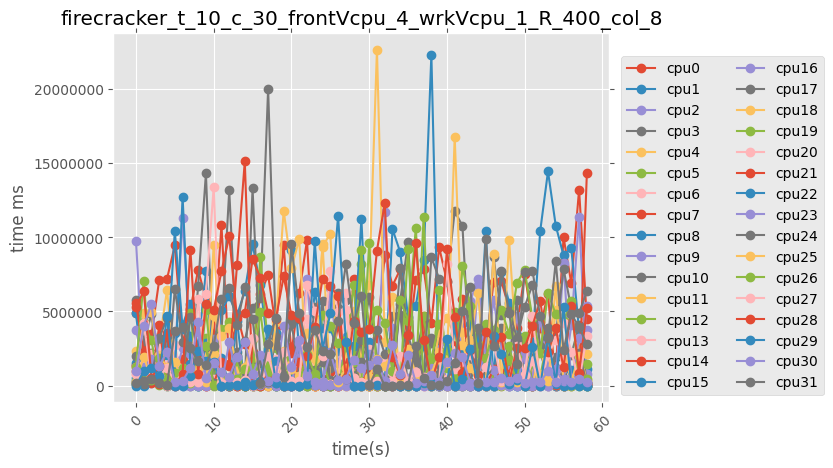 firecracker_t_10_c_30_frontVcpu_4_wrkVcpu_1_R_400_col_8
time ms
20000000
15000000
10000000
5000000
0
0 10 20 30 40 50 60
time(s)
cpu0 cpu16
cpu1 cpu17
cpu2 cpu18
cpu3 cpu19
cpu4 cpu20
cpu5 cpu21
cpu6 cpu22
cpu7 cpu23
cpu8 cpu24
cpu9 cpu25
cpu10 cpu26
cpu11 cpu27
cpu12 cpu28
cpu13 cpu29
cpu14 cpu30
cpu15 cpu31